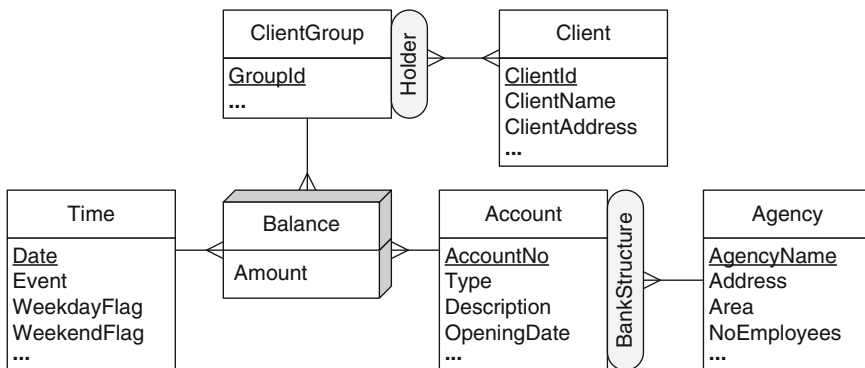 ClientGroup
GroupId
...
Holder
Client
ClientId
ClientName
ClientAddress
...
Time
Date
Event
WeekdayFlag
WeekendFlag
...
Balance
Amount
Account
AccountNo
Type
Description
OpeningDate
...
BankStructure
Agency
AgencyName
Address
Area
NoEmployees
...